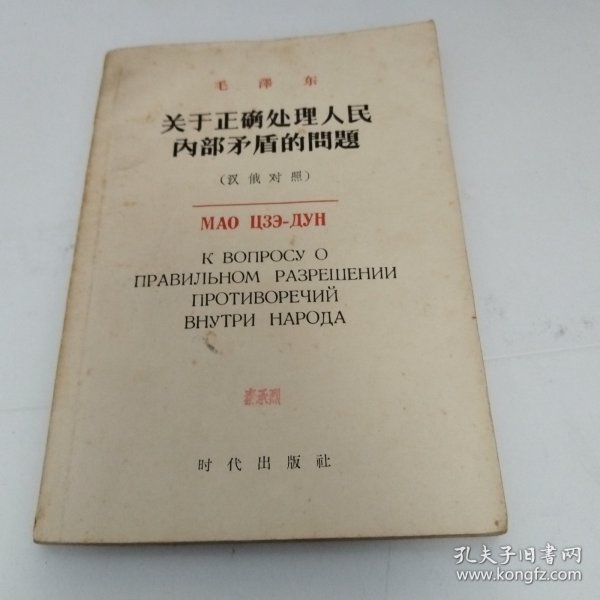 毛澤东
关于正确处理人民
內部矛盾的問題
（汉俄对照）
МАО ЦЗЭ-ДУН
К ВОПРОСУ О
ПРАВИЛЬНОМ РАЗРЕШЕНИИ
ПРОТИВОРЕЧИЙ
ВНУТРИ НАРОДА
时代出版社
孔夫子旧书网
www.kongfz.com